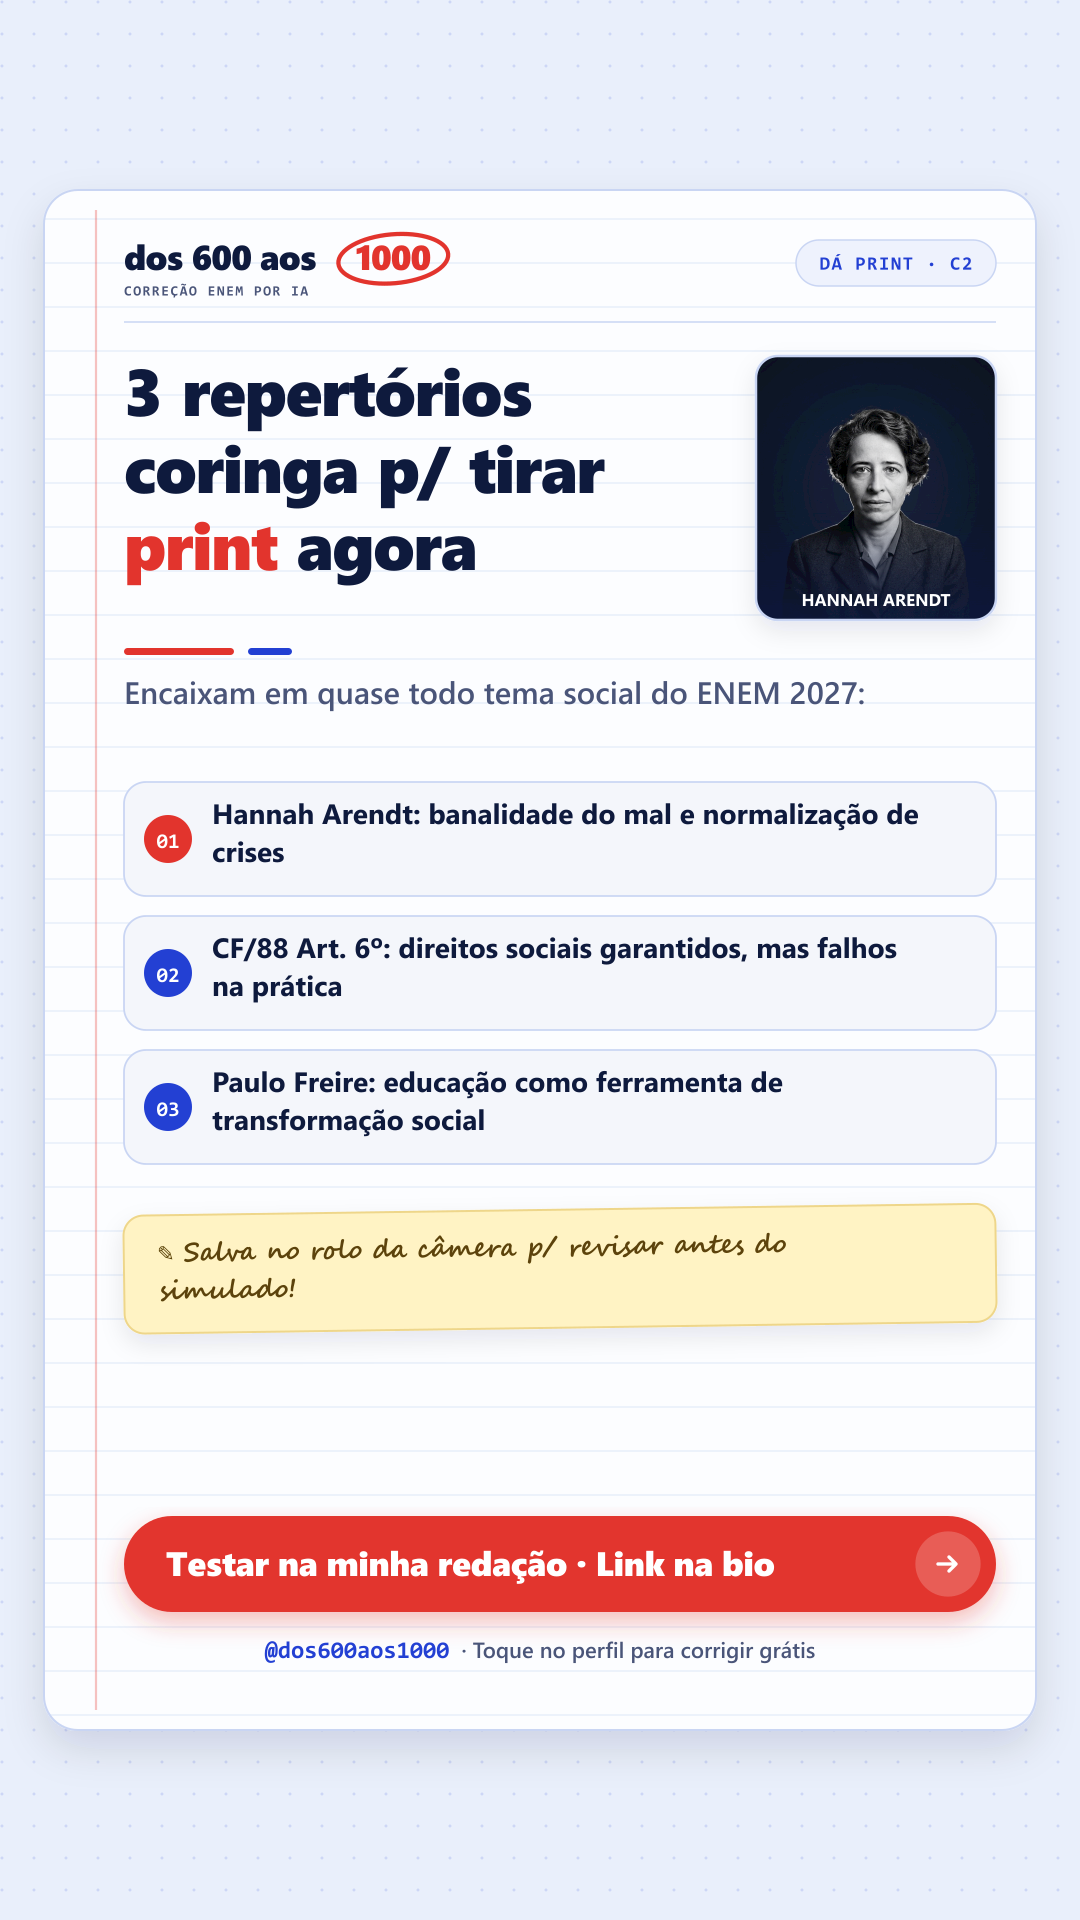 dos 600 aos 1000
CORREÇÃO ENEM POR IA
DÁ PRINT · C2
3 repertórios
coringa p/ tirar
print agora
HANNAH ARENDT
Encaixam em quase todo tema social do ENEM 2027:
01 Hannah Arendt: banalidade do mal e normalização de
crises
02 CF/88 Art. 6º: direitos sociais garantidos, mas falhos
na prática
03 Paulo Freire: educação como ferramenta de
transformação social
✎ Salva no rolo da câmera p/ revisar antes do
simulado!
Testar na minha redação · Link na bio →
@dos600aos1000 · Toque no perfil para corrigir grátis